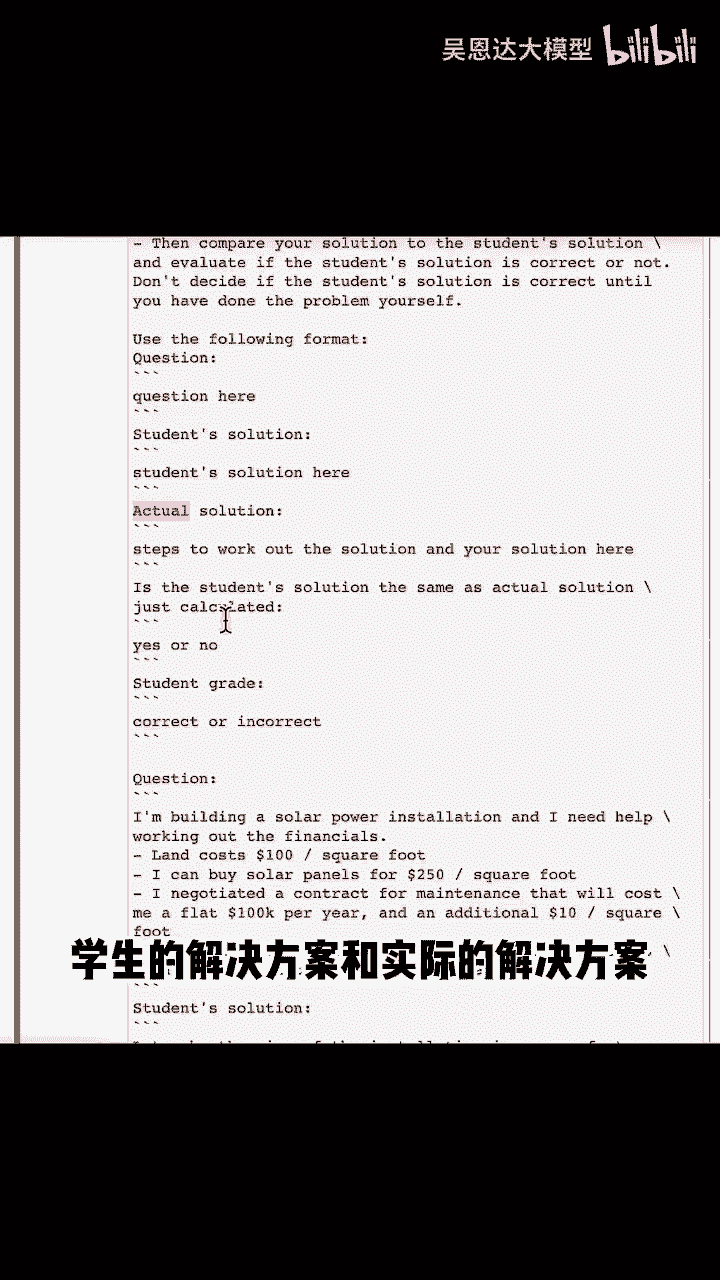 吴恩达大模型 bilibili
- Then compare your solution to the student's solution \
and evaluate if the student's solution is correct or not.
Don't decide if the student's solution is correct until
you have done the problem yourself.
Use the following format:
Question:
```
question here
```
Student's solution:
```
student's solution here
```
Actual solution:
```
steps to work out the solution and your solution here
```
Is the student's solution the same as actual solution \
just calculated:
```
yes or no
```
Student grade:
```
correct or incorrect
```
Question:
```
I'm building a solar power installation and I need help \
working out the financials.
- Land costs $100 / square foot
- I can buy solar panels for $250 / square foot
- I negotiated a contract for maintenance that will cost \
me a flat $100k per year, and an additional $10 / square \
foot
学生的解决方案和实际的解决方案
\
```
Student's solution:
```